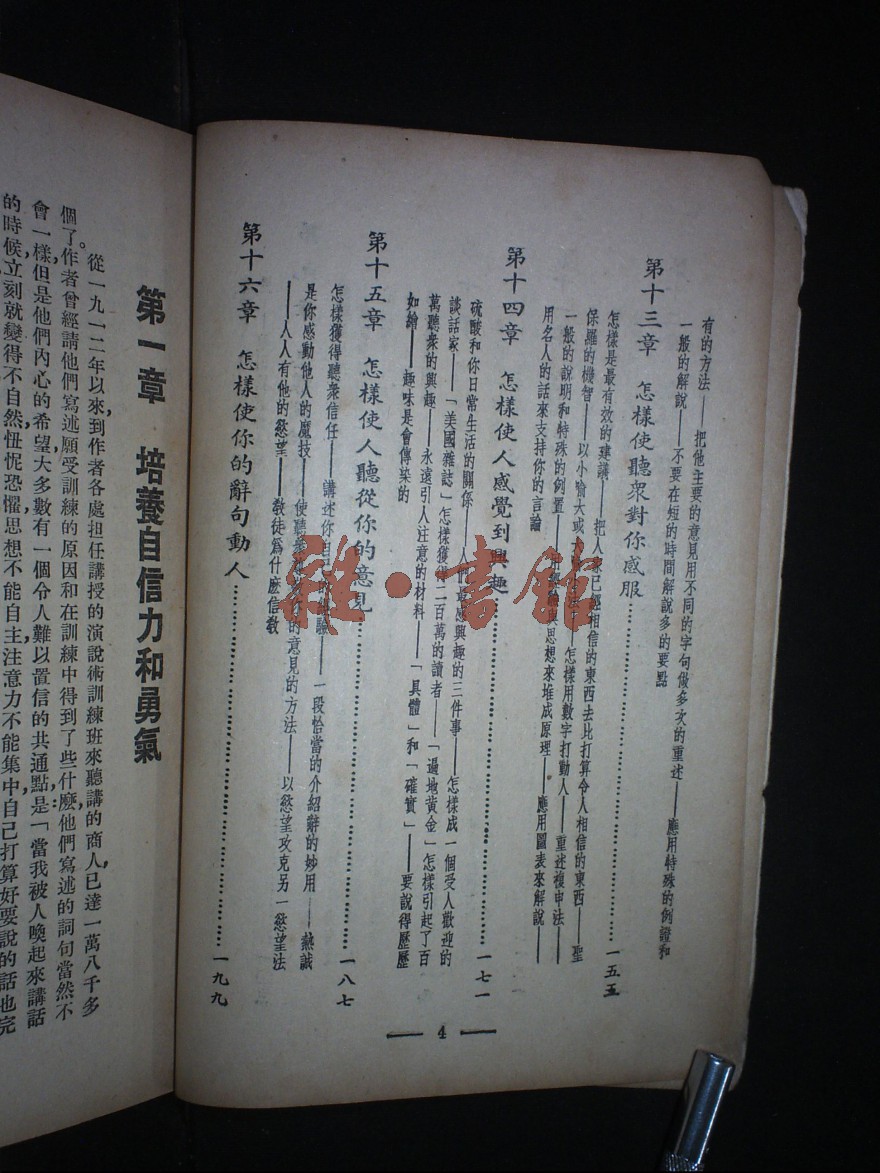 有的方法——把他主要的意見用不同的字句做多次的重述——應用特殊的例證和
一般的解說——不要在短的時間解說多的要點
第十三章 怎樣使聽衆對你感服…………一五五
怎樣是最有效的建議——把人們已經相信的東西去比打算令人相信的東西——聖
保羅的機智——以小喻大或
一般的說明和特殊的例證——思想來堆成原理——應用圖表來解說——
怎樣用數字打動人——重述複申法——
用名人的話來支持你的言論
第十四章 怎樣使人感覺到興趣…………一七一
硫酸和你日常生活的關係——人們最感興趣的三件事——怎樣成一個受人歡迎的
談話家——「美國雜誌」怎樣獲得二百萬的讀者——「遍地黃金」怎樣引起了百
萬聽衆的興趣——永遠引人注意的材料——「具體」和「確實」——要說得歷歷
如繪——趣味是會傳染的
第十五章 怎樣使人聽從你的意見…………一八七
怎樣獲得聽衆信任——講述你自己——一段恰當的介紹辭的妙用——熱誠
是你感動他人的魔技——使聽衆的意見的方法——以慾望攻克另一慾望法
——人人有他的慾望——教徒爲什麽信教
第十六章 怎樣使你的辭句動人…………一九九
— 4 —
雜·書館
第一章 培養自信力和勇氣
從一九一二年以來，到作者各處担任講授的演說術訓練班來聽講的商人，已達一萬八千多
個了。作者曾經請他們寫述願受訓練的原因和在訓練中得到了些什麽，他們寫述的詞句當然不
會一樣，但是他們內心的希望，大多數有一個令人難以置信的共通點，是：「當我被人喚起來講話
的時候，立刻就變得不自然，忸怩恐懼，思想不能自主，注意力不能集中，自己打算好要說的話也完